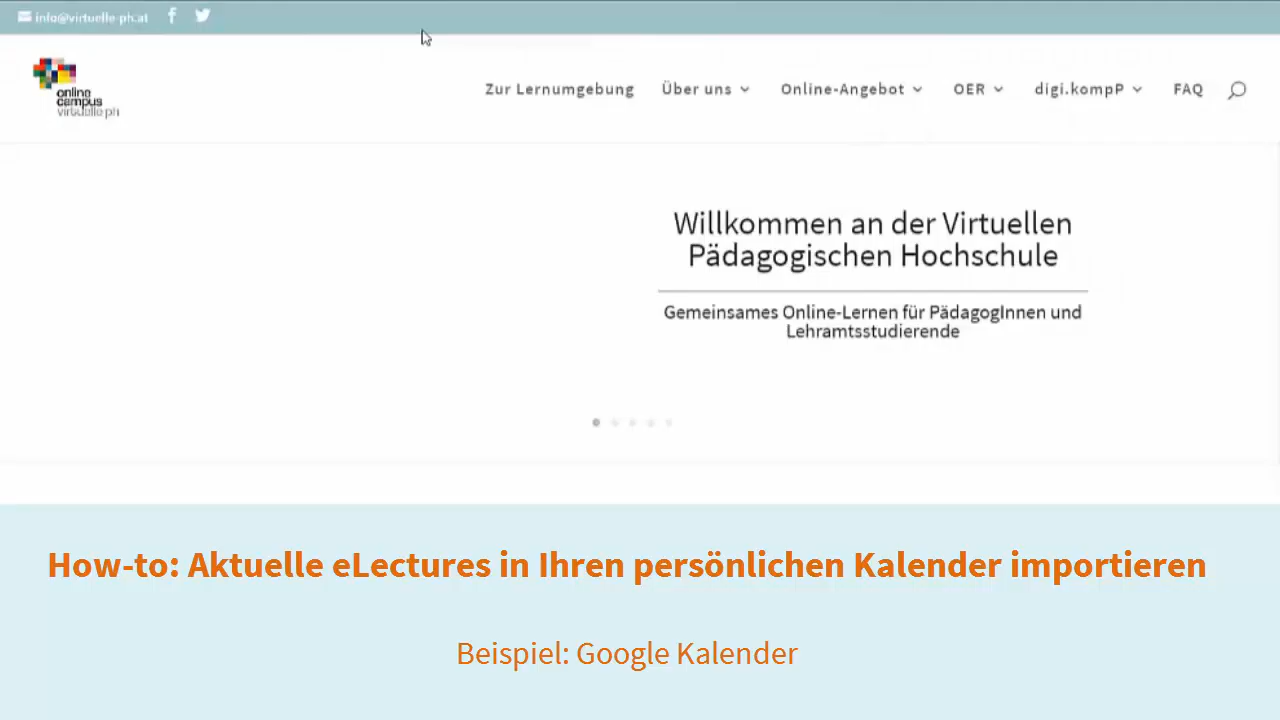 info@virtuelle-ph.at
online
campus
virtuelle ph
Zur Lernumgebung Über uns Online-Angebot OER digi.kompP FAQ
Willkommen an der Virtuellen
Pädagogischen Hochschule
Gemeinsames Online-Lernen für PädagogInnen und
Lehramtsstudierende
How-to: Aktuelle eLectures in Ihren persönlichen Kalender importieren
Beispiel: Google Kalender